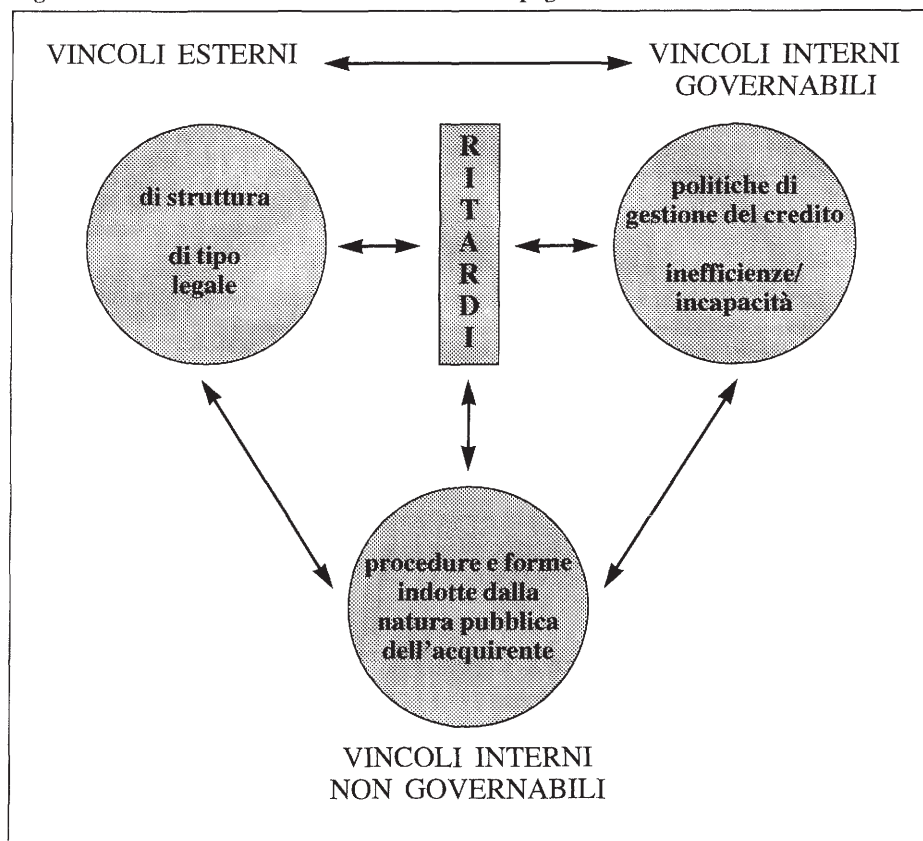 VINCOLI ESTERNI
VINCOLI INTERNI
GOVERNABILI
di struttura
di tipo
legale
R
I
T
A
R
D
I
politiche di
gestione del credito
inefficienze/
incapacità
procedure e forme
indotte dalla
natura pubblica
dell'acquirente
VINCOLI INTERNI
NON GOVERNABILI